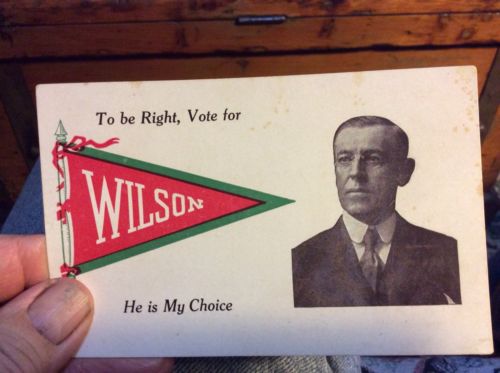 To be Right, Vote for
WILSON
He is My Choice